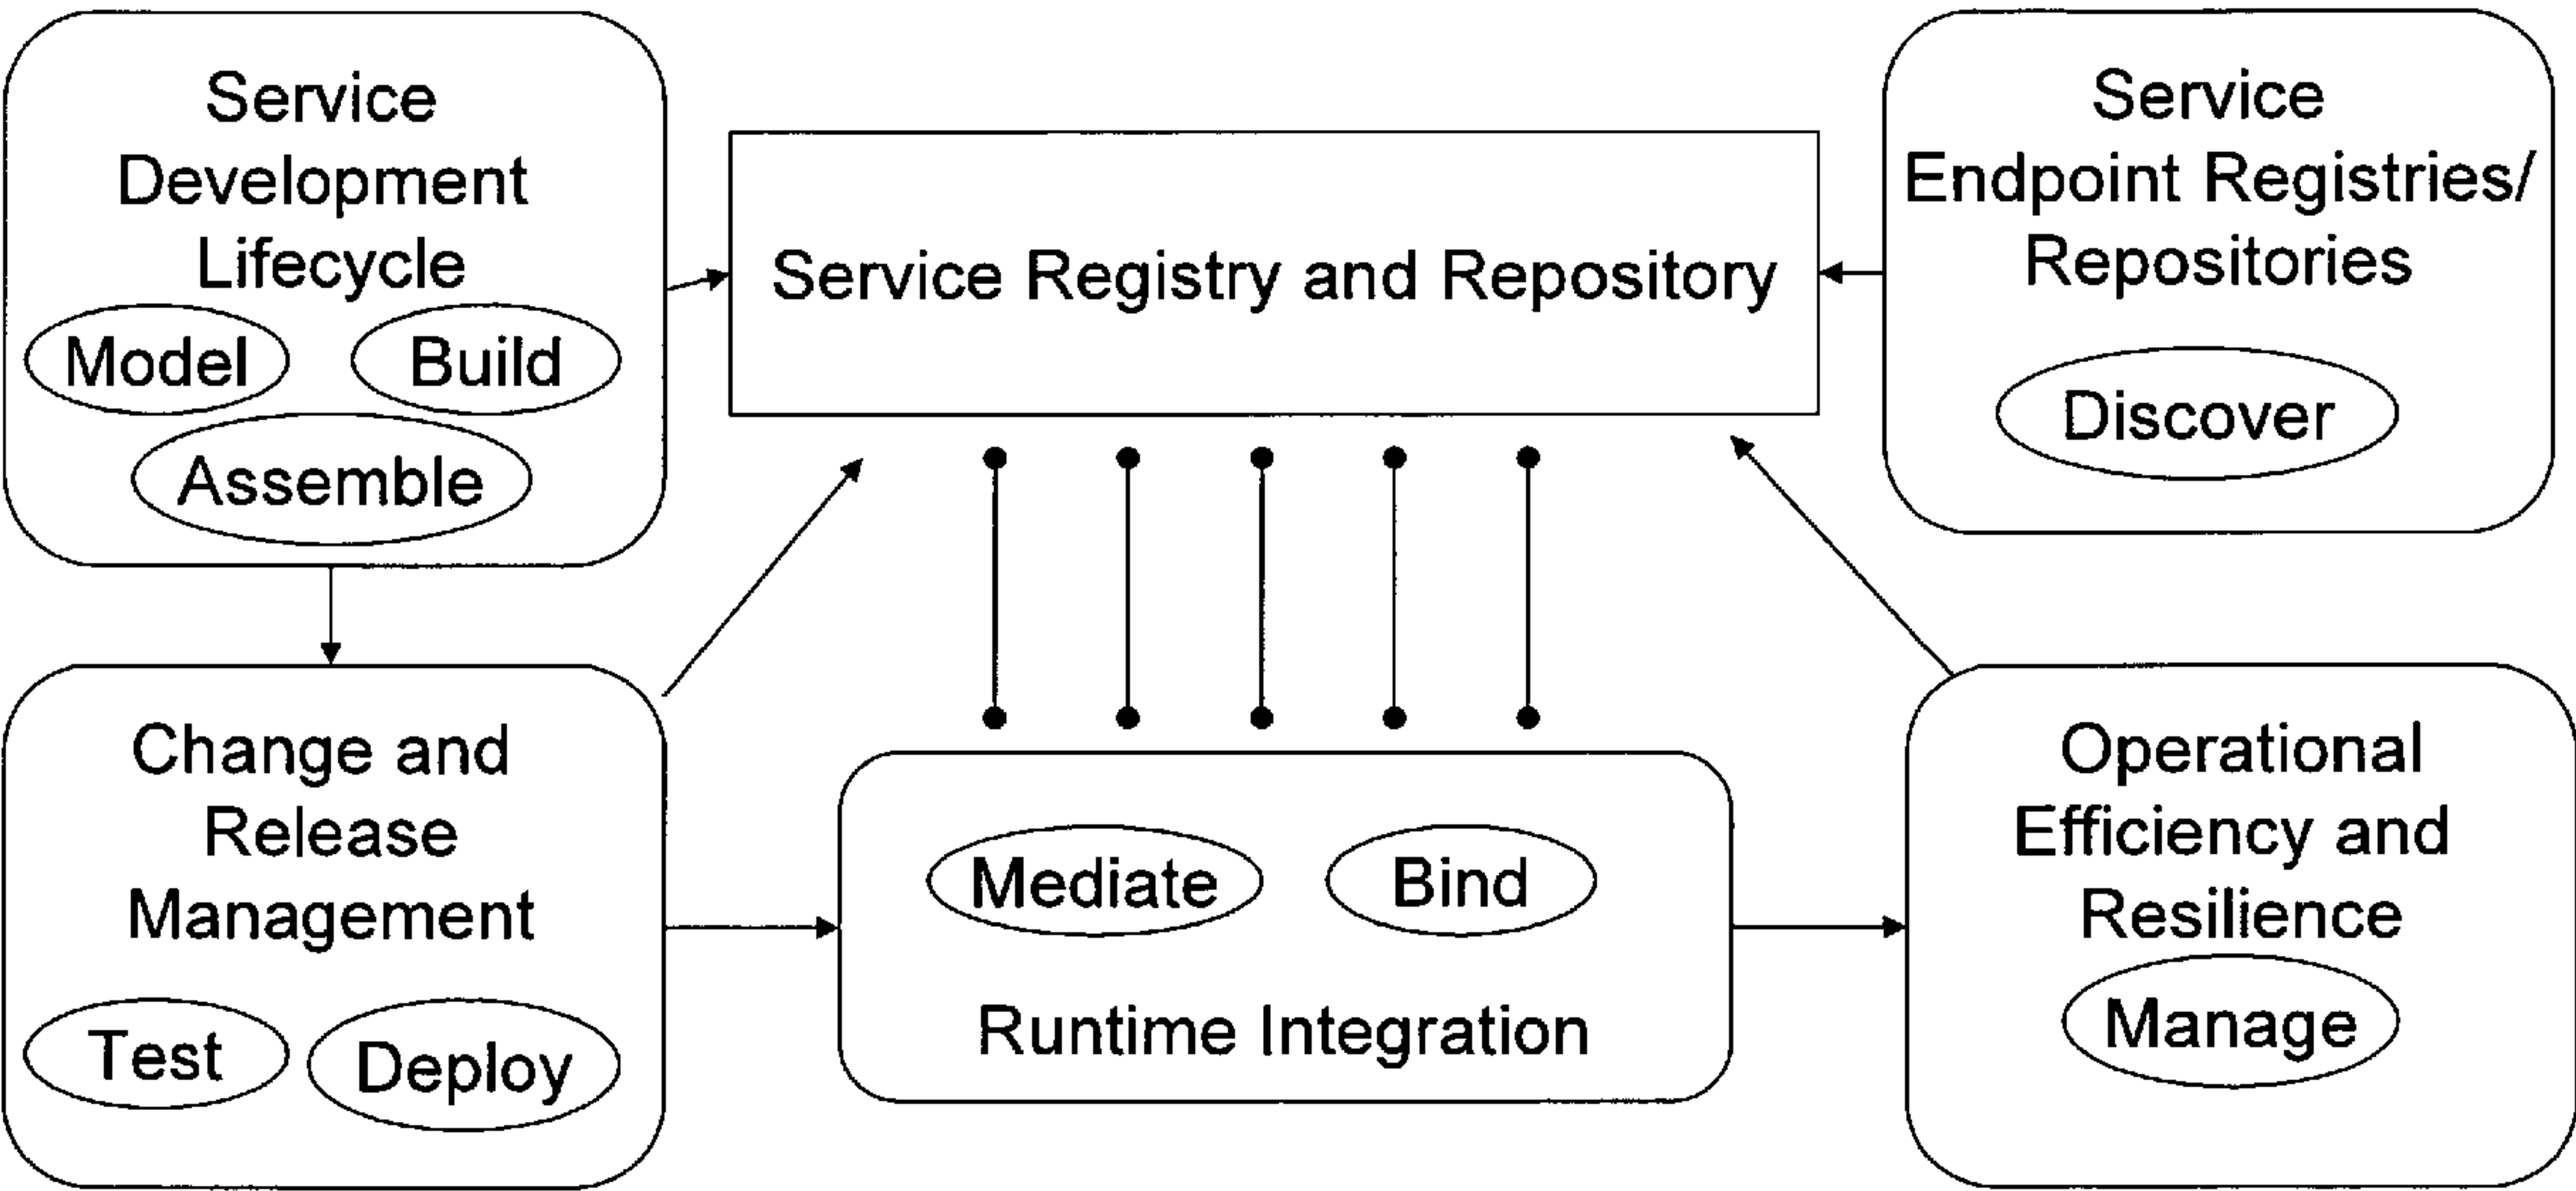 Service
Development
Lifecycle
Model
Build
Assemble
Service Registry and Repository
Service
Endpoint Registries/
Repositories
Discover
Change and
Release
Management
Test
Deploy
Mediate
Bind
Runtime Integration
Operational
Efficiency and
Resilience
Manage